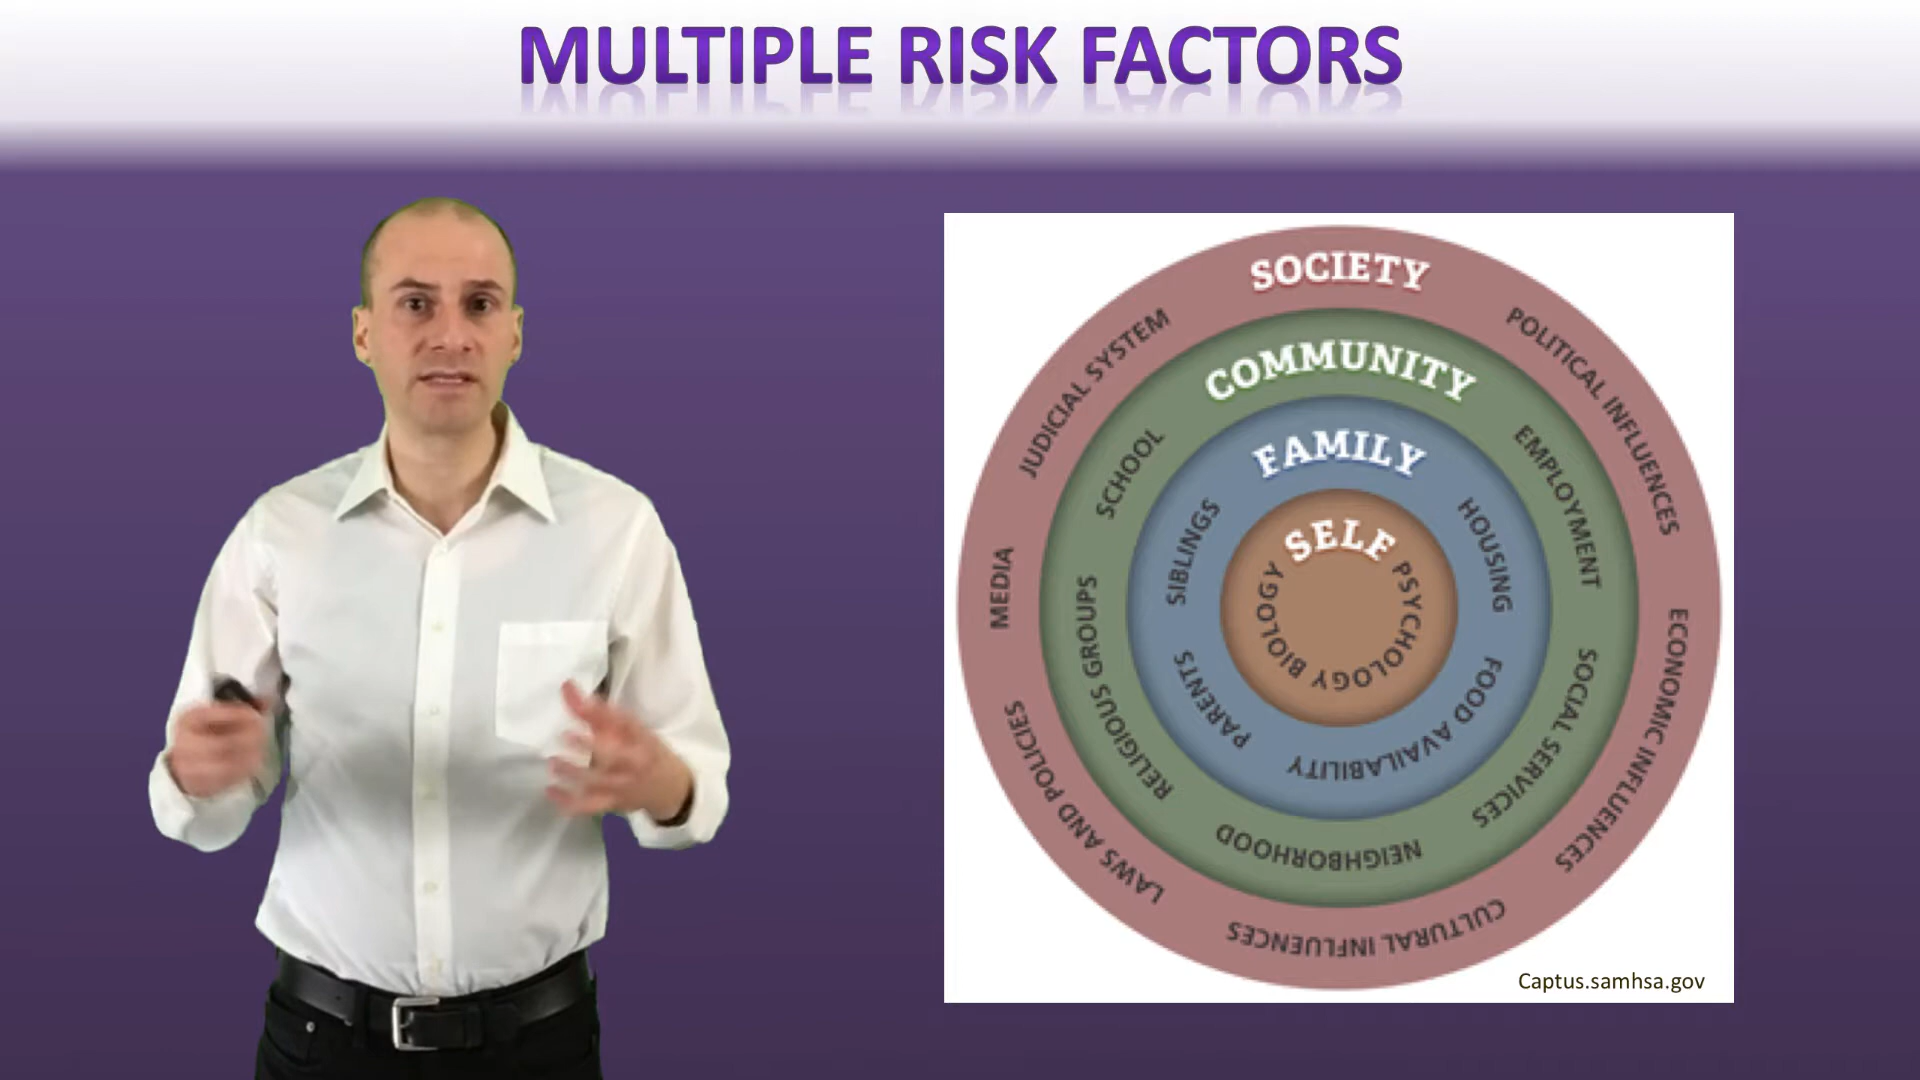 MULTIPLE RISK FACTORS
SOCIETY
JUDICIAL SYSTEM
POLITICAL INFLUENCES
MEDIA
ECONOMIC INFLUENCES
LAWS AND POLICIES
CULTURAL INFLUENCES
COMMUNITY
SCHOOL
EMPLOYMENT
RELIGIOUS GROUPS
SOCIAL SERVICES
NEIGHBORHOOD
FAMILY
SIBLINGS
HOUSING
PARENTS
FOOD AVAILABILITY
SELF
BIOLOGY
PSYCHOLOGY
Captus.samhsa.gov